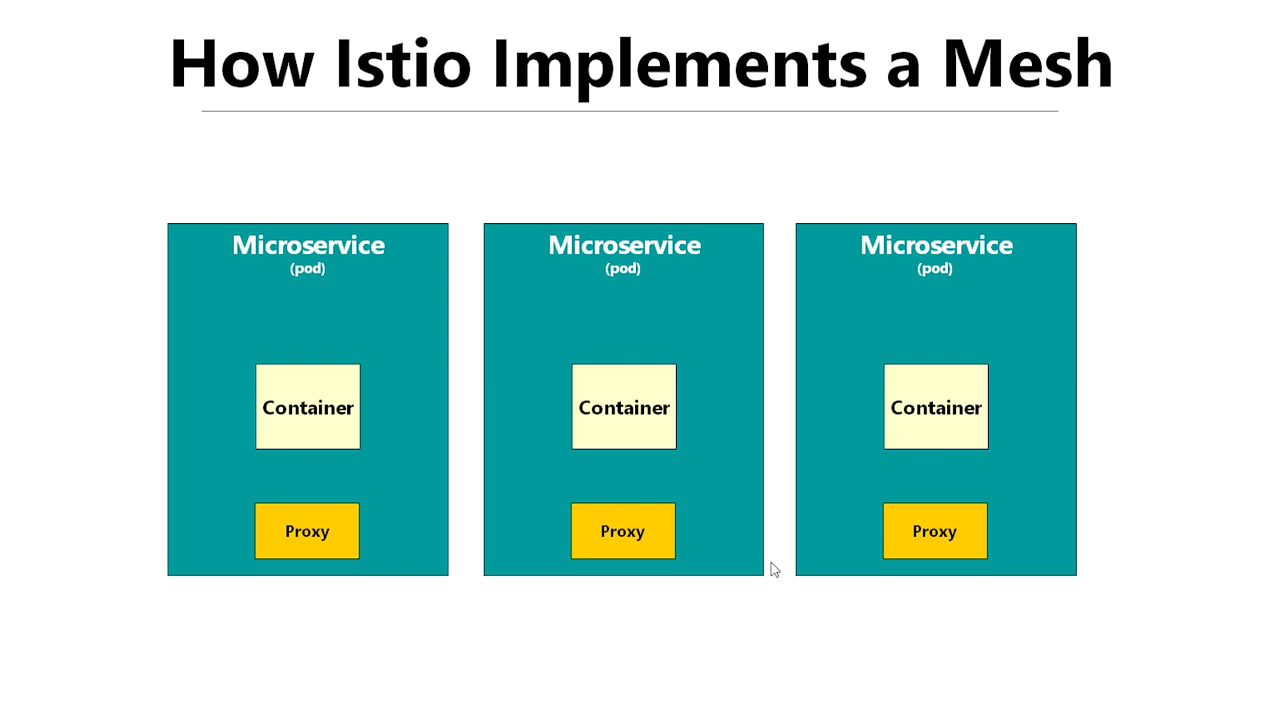 How Istio Implements a Mesh
Microservice
(pod)
Container
Proxy
Microservice
(pod)
Container
Proxy
Microservice
(pod)
Container
Proxy